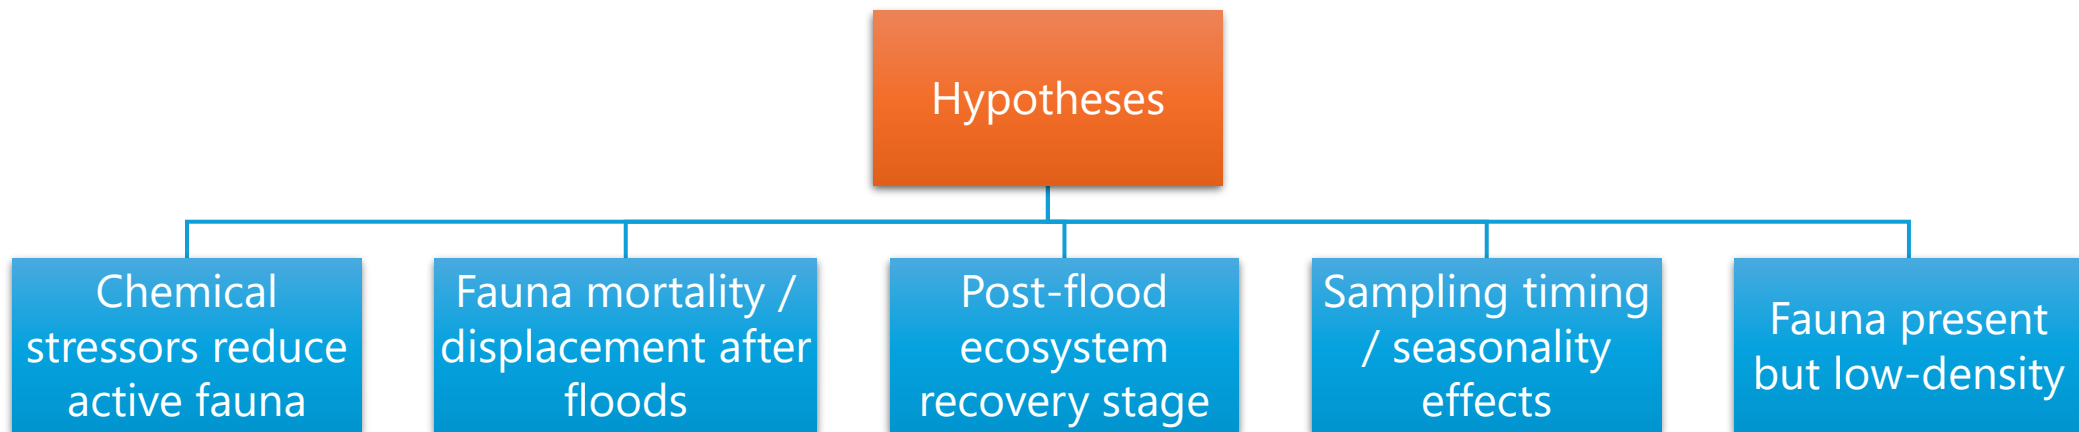 Hypotheses
Chemical
stressors reduce
active fauna
Fauna mortality /
displacement after
floods
Post-flood
ecosystem
recovery stage
Sampling timing
/ seasonality
effects
Fauna present
but low-density